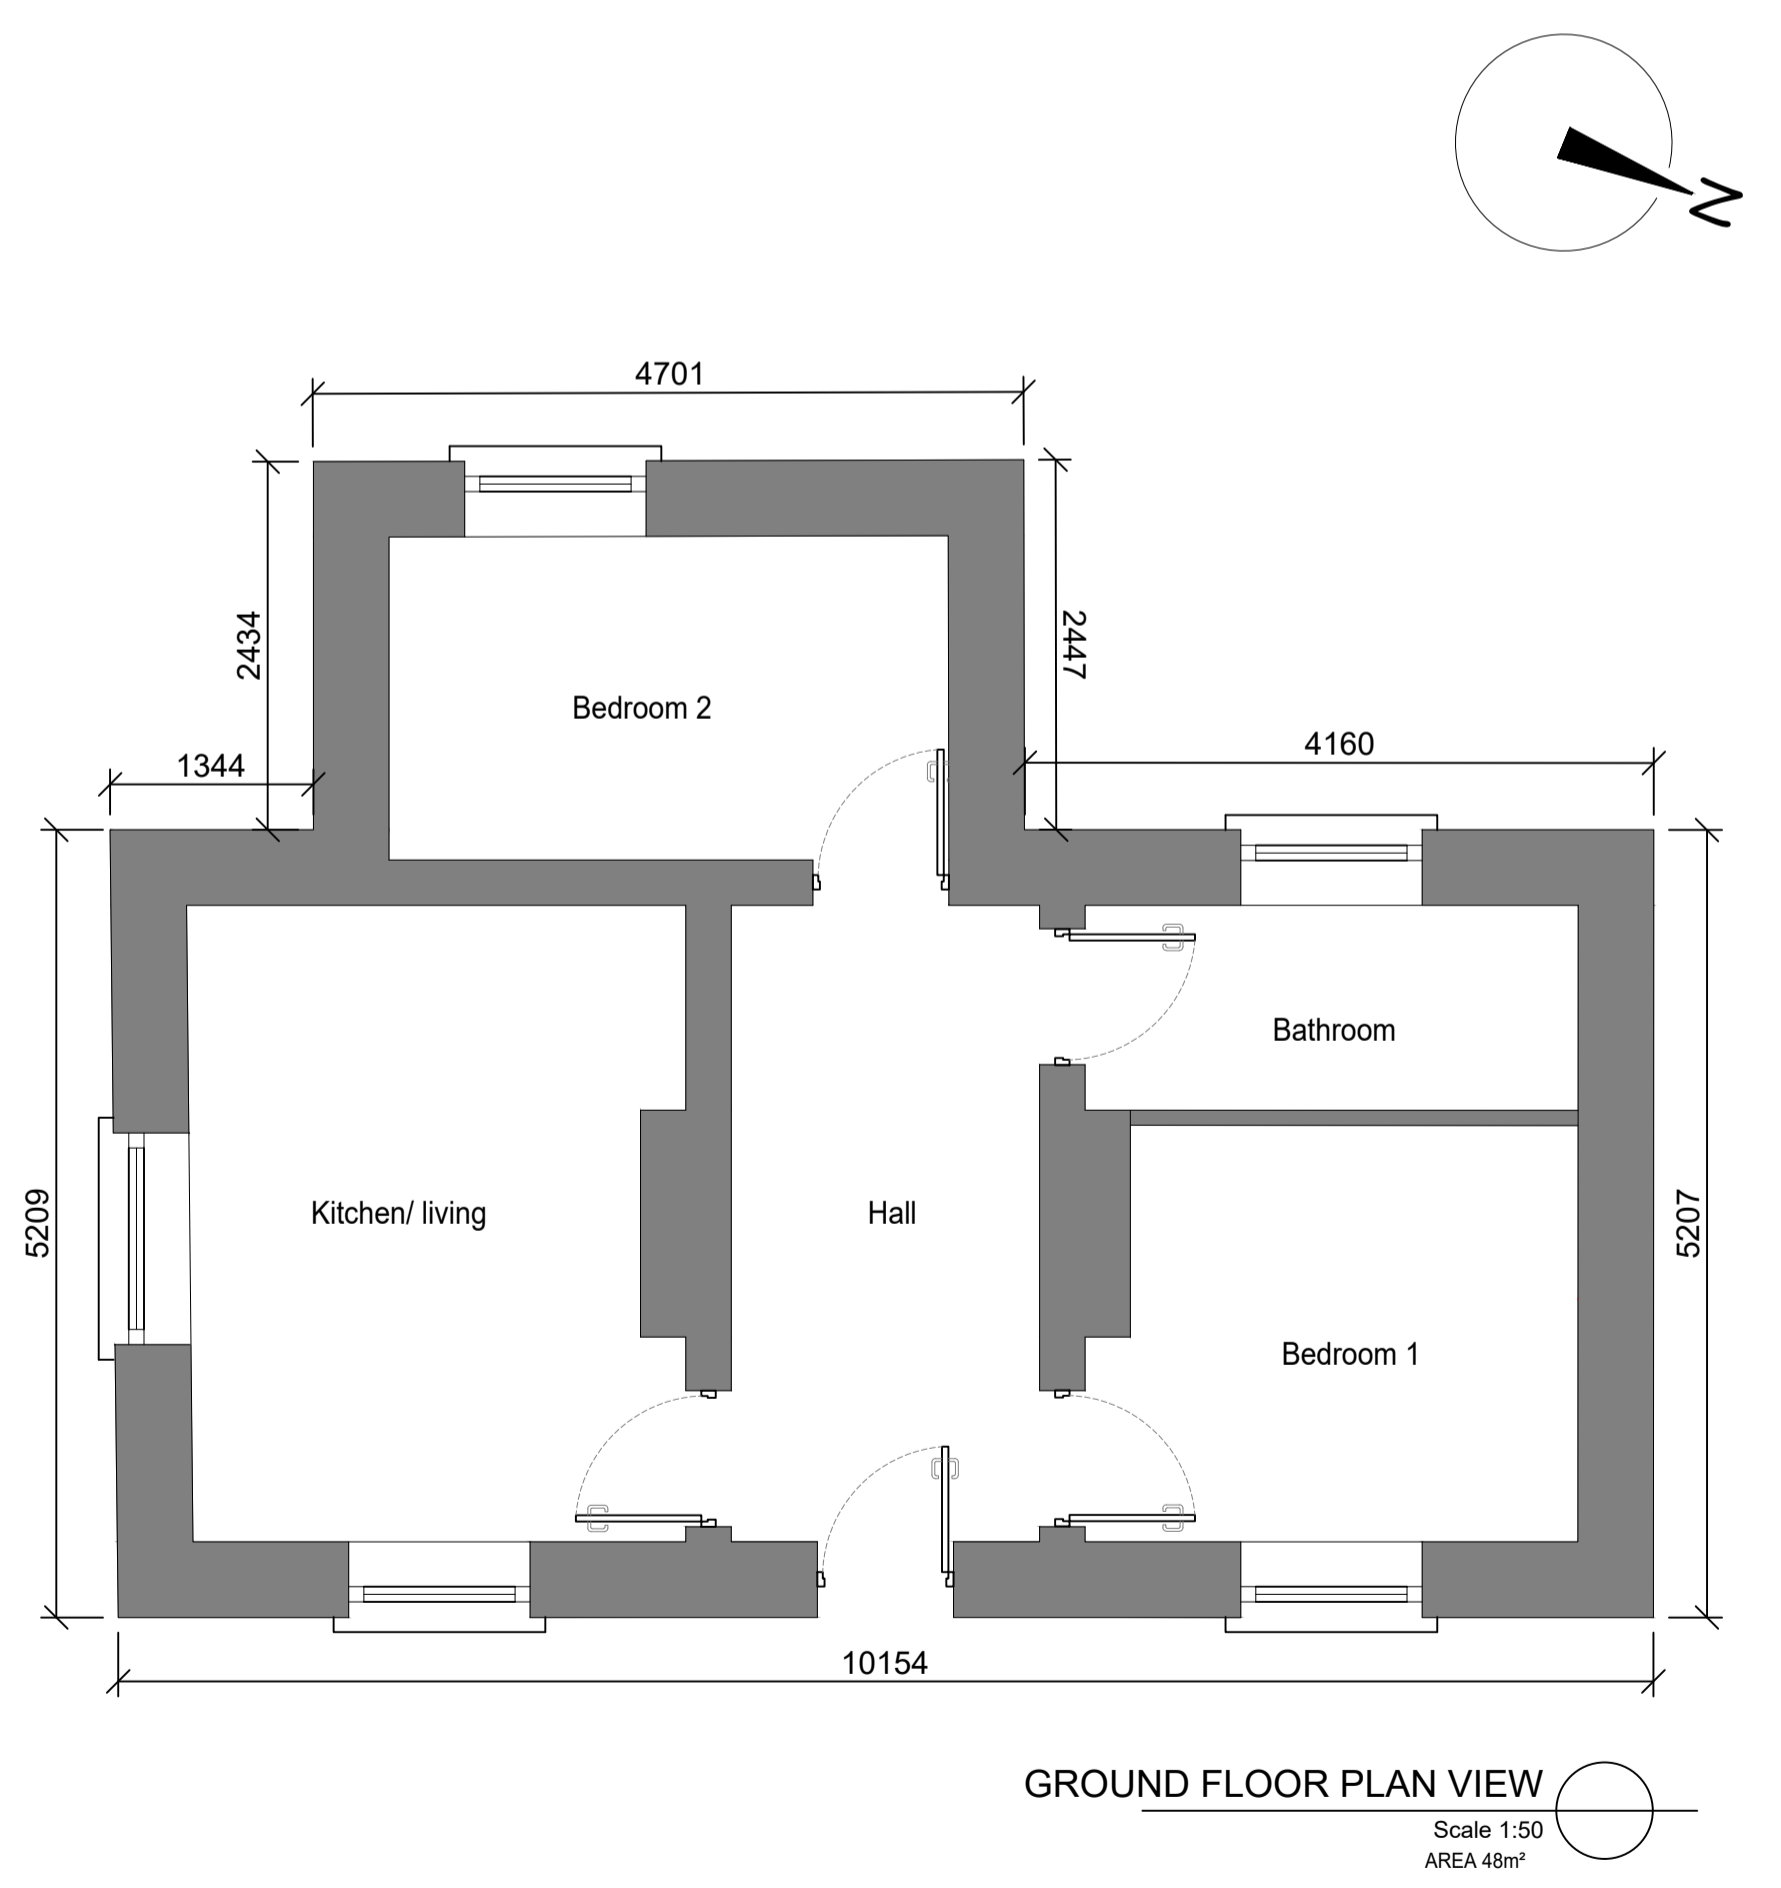 N
4701
2434
2447
Bedroom 2
4160
1344
Bathroom
5209
Kitchen/ living
Hall
5207
Bedroom 1
10154
GROUND FLOOR PLAN VIEW
Scale 1:50
AREA 48m²